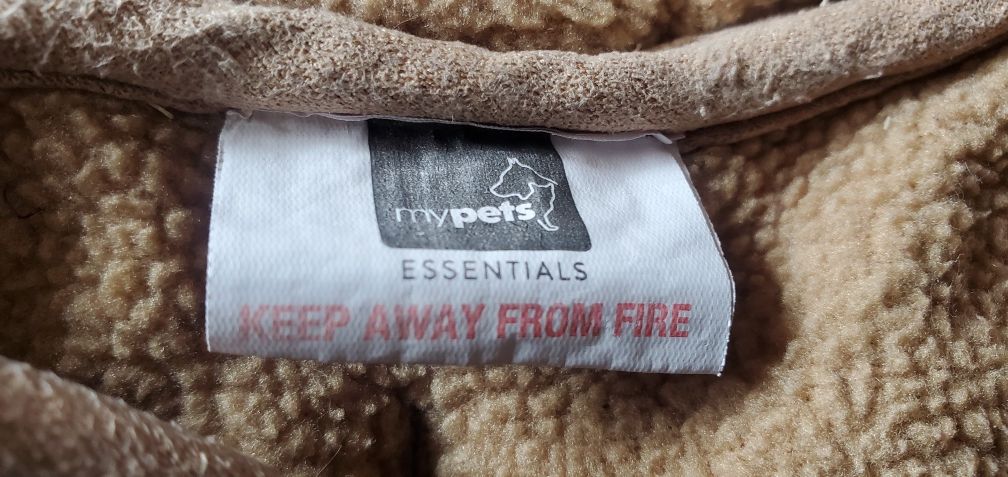 mypets
ESSENTIALS
KEEP AWAY FROM FIRE